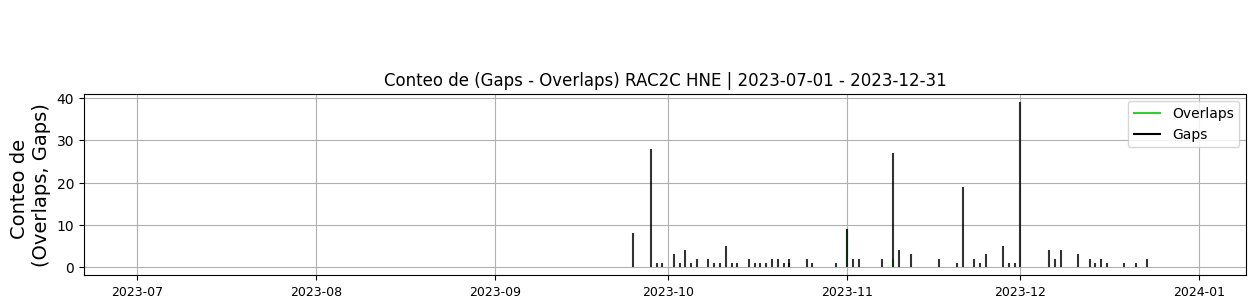 Conteo de (Gaps - Overlaps) RAC2C HNE | 2023-07-01 - 2023-12-31
Conteo de
(Overlaps, Gaps)
40
30
20
10
0
Overlaps
Gaps
2023-07
2023-08
2023-09
2023-10
2023-11
2023-12
2024-01